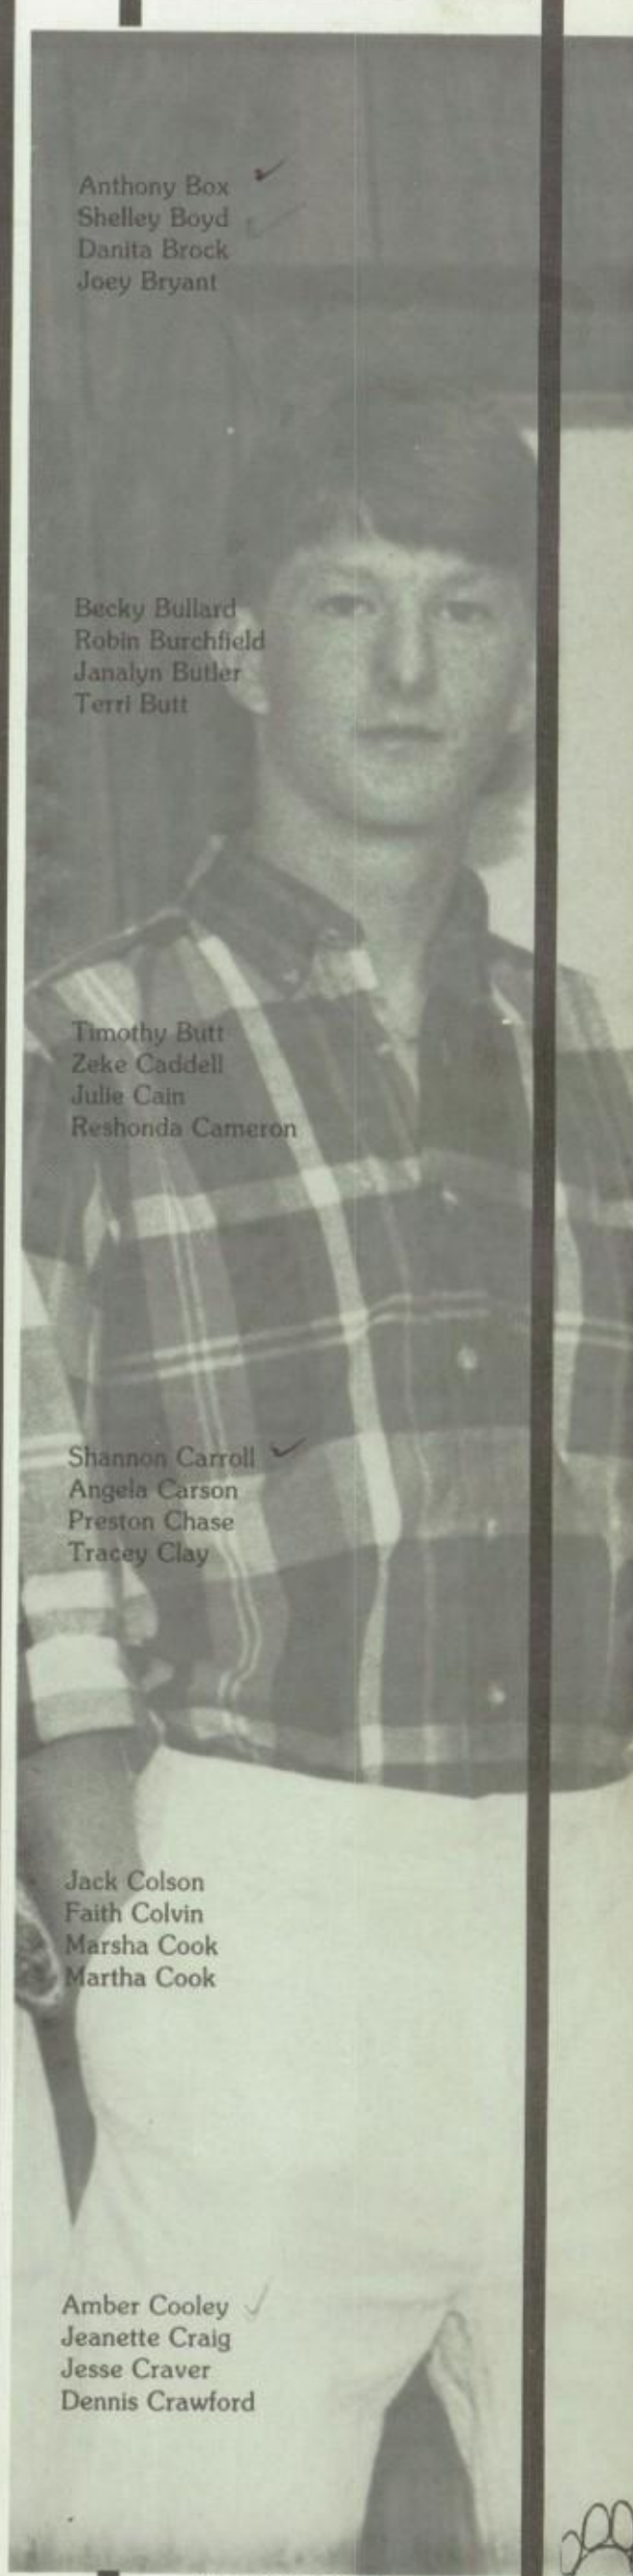 Anthony Box
Shelley Boyd
Danita Brock
Joey Bryant
Becky Bullard
Robin Burchfield
Janalyn Butler
Terri Butt
Timothy Butt
Zeke Caddell
Julie Cain
Reshonda Cameron
Shannon Carroll
Angela Carson
Preston Chase
Tracey Clay
Jack Colson
Faith Colvin
Marsha Cook
Martha Cook
Amber Cooley
Jeanette Craig
Jesse Craver
Dennis Crawford